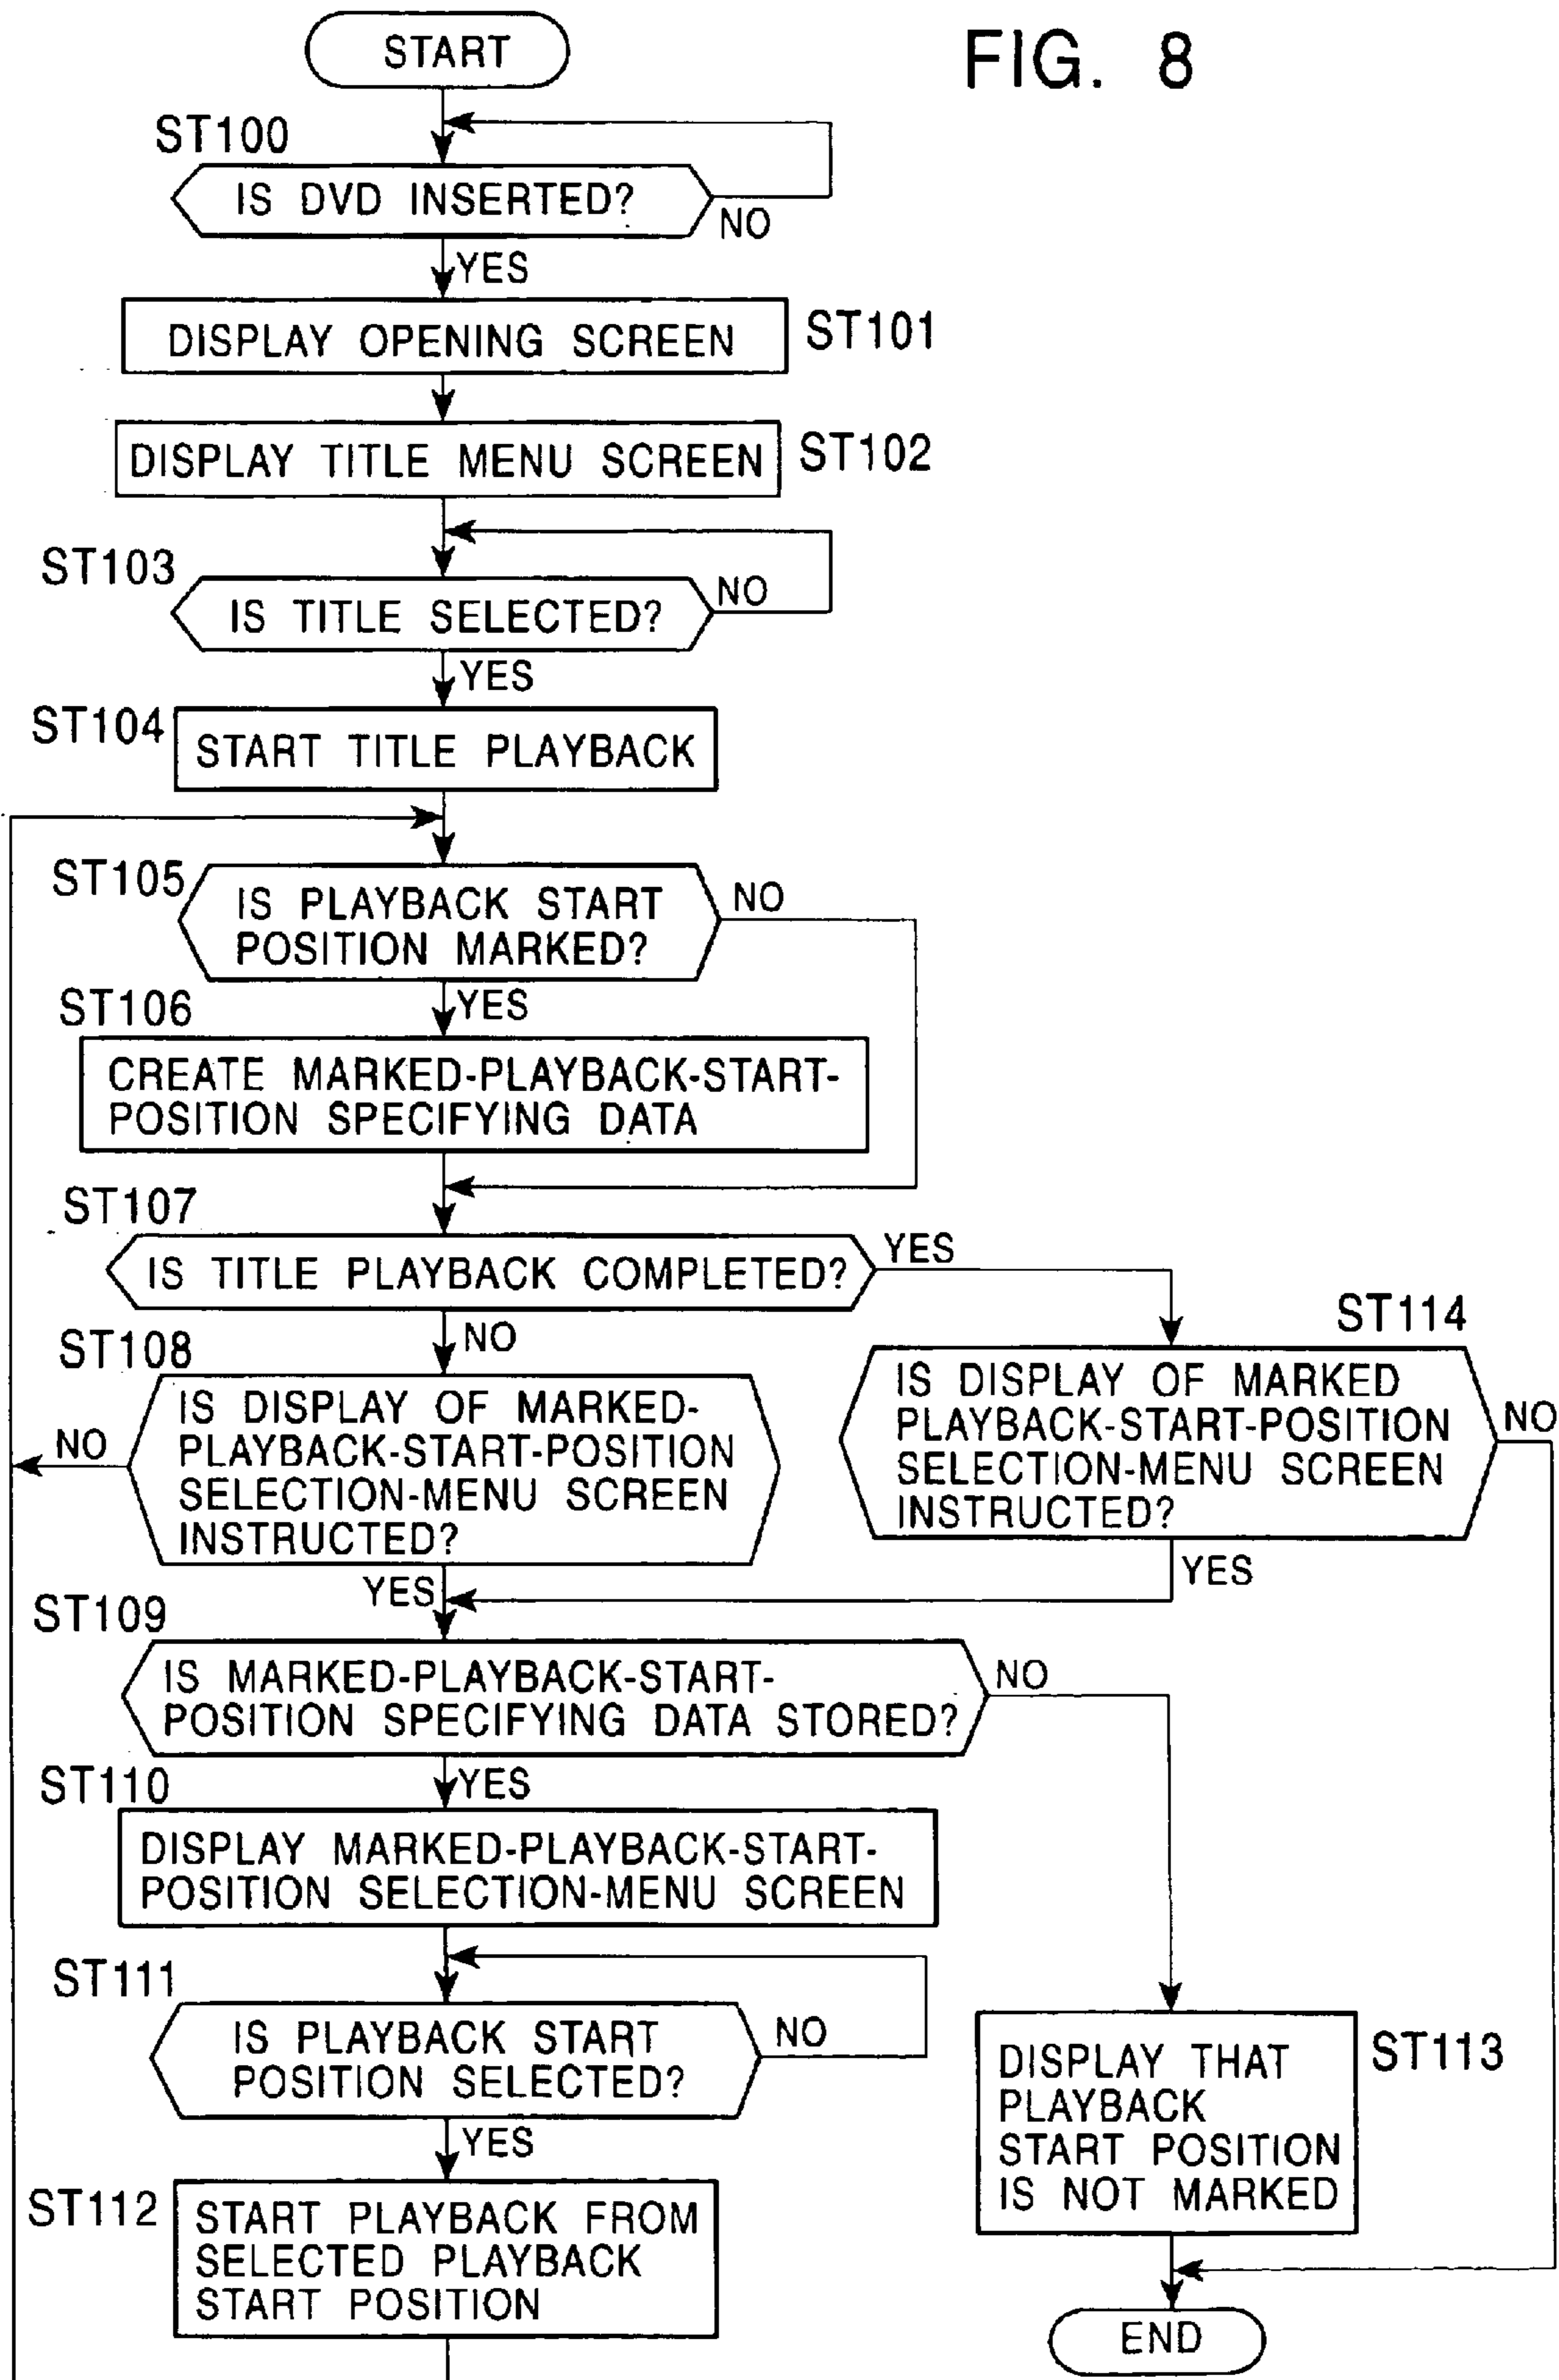 START
FIG. 8
ST100
IS DVD INSERTED?
NO
YES
DISPLAY OPENING SCREEN
ST101
DISPLAY TITLE MENU SCREEN
ST102
ST103
IS TITLE SELECTED?
NO
YES
ST104
START TITLE PLAYBACK
ST105
IS PLAYBACK START
POSITION MARKED?
NO
YES
ST106
CREATE MARKED-PLAYBACK-START-
POSITION SPECIFYING DATA
ST107
IS TITLE PLAYBACK COMPLETED?
YES
NO
ST108
IS DISPLAY OF MARKED-
PLAYBACK-START-POSITION
SELECTION-MENU SCREEN
INSTRUCTED?
NO
YES
ST114
IS DISPLAY OF MARKED
PLAYBACK-START-POSITION
SELECTION-MENU SCREEN
INSTRUCTED?
NO
YES
ST109
IS MARKED-PLAYBACK-START-
POSITION SPECIFYING DATA STORED?
NO
YES
ST110
DISPLAY MARKED-PLAYBACK-START-
POSITION SELECTION-MENU SCREEN
ST111
IS PLAYBACK START
POSITION SELECTED?
NO
YES
ST112
START PLAYBACK FROM
SELECTED PLAYBACK
START POSITION
DISPLAY THAT
PLAYBACK
START POSITION
IS NOT MARKED
ST113
END